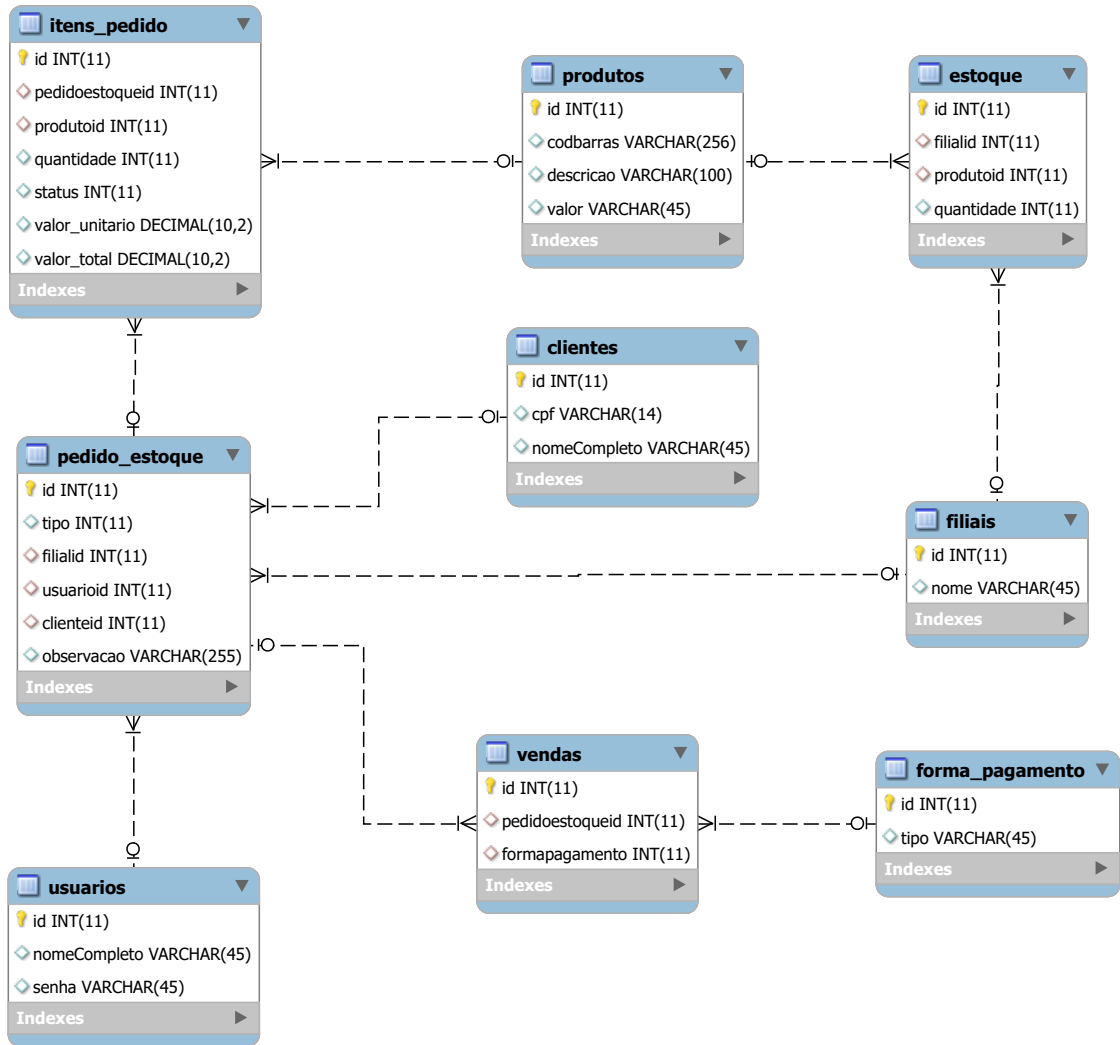 itens_pedido
id INT(11)
pedidoestoqueid INT(11)
produtoid INT(11)
quantidade INT(11)
status INT(11)
valor_unitario DECIMAL(10,2)
valor_total DECIMAL(10,2)
Indexes
produtos
id INT(11)
codbarras VARCHAR(256)
descricao VARCHAR(100)
valor VARCHAR(45)
Indexes
estoque
id INT(11)
filialid INT(11)
produtoid INT(11)
quantidade INT(11)
Indexes
clientes
id INT(11)
cpf VARCHAR(14)
nomeCompleto VARCHAR(45)
Indexes
pedido_estoque
id INT(11)
tipo INT(11)
filialid INT(11)
usuarioid INT(11)
clienteid INT(11)
observacao VARCHAR(255)
Indexes
filiais
id INT(11)
nome VARCHAR(45)
Indexes
vendas
id INT(11)
pedidoestoqueid INT(11)
formapagamento INT(11)
Indexes
forma_pagamento
id INT(11)
tipo VARCHAR(45)
Indexes
usuarios
id INT(11)
nomeCompleto VARCHAR(45)
senha VARCHAR(45)
Indexes